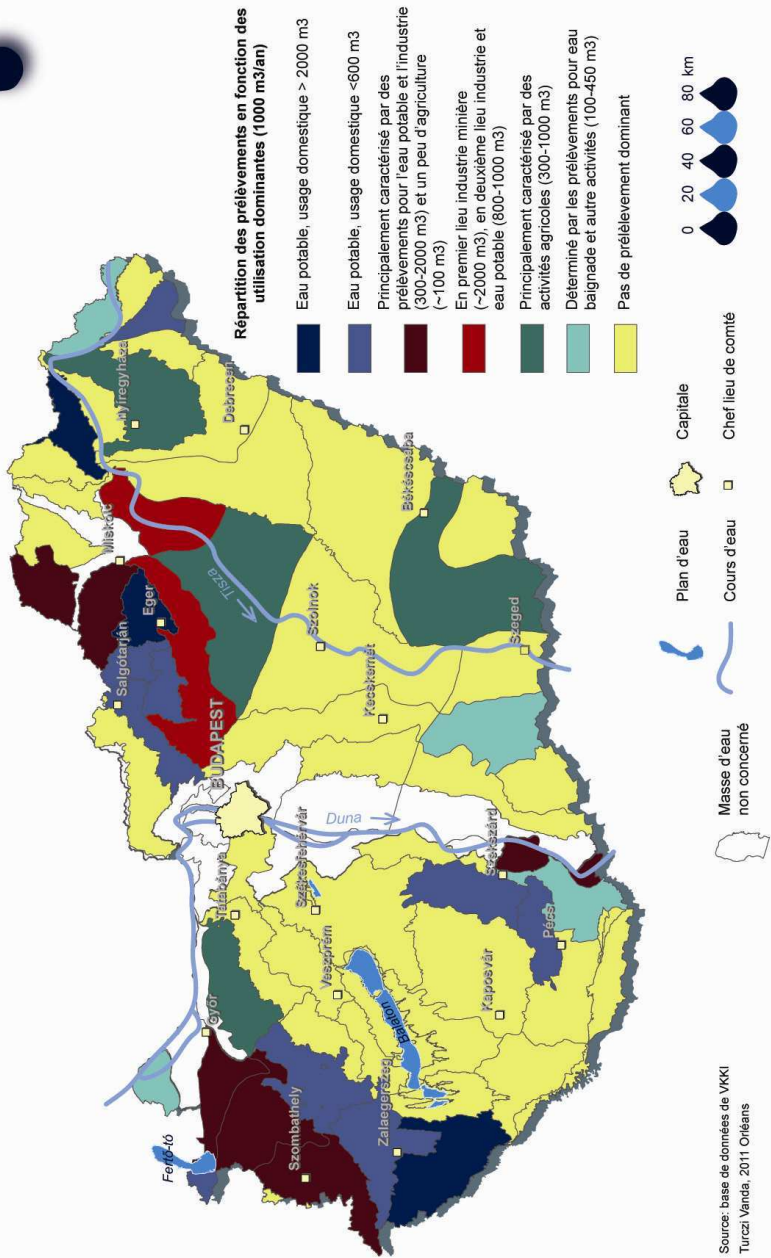 Répartition des prélèvements en fonction des
utilisation dominantes (1000 m3/an)
Eau potable, usage domestique > 2000 m3
Eau potable, usage domestique <600 m3
Principalement caractérisé par des
prélèvements pour l'eau potable et l'industrie
(300-2000 m3) et un peu d'agriculture
(~100 m3)
En premier lieu industrie minière
(~2000 m3), en deuxième lieu industrie et
eau potable (800-1000 m3)
Principalement caractérisé par des
activités agricoles (300-1000 m3)
Déterminé par les prélèvements pour eau
baignade et autre activités (100-450 m3)
Pas de prélèlevement dominant
0 20 40 60 80 km
Fertő-tó
Győr
Szombathely
Zalaegerszeg
Tatabánya
Veszprém
Székesfehérvár
Balaton
Kaposvár
Pécs
Szekszárd
Duna
BUDAPEST
Salgótarján
Eger
Miskolc
Nyíregyháza
Debrecen
Tisza
Szolnok
Kecskemét
Békéscsaba
Szeged
Masse d'eau
non concerné
Plan d'eau
Cours d'eau
Capitale
Chef lieu de comté
Source: base de données de VKKI
Turczi Vanda, 2011 Orléans